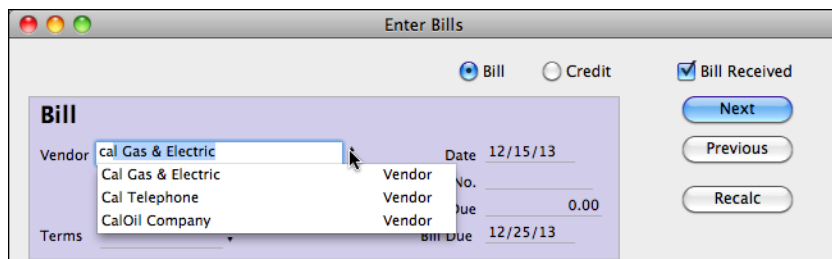 Enter Bills
Bill Credit Bill Received
Bill Next
Vendor cal Gas & Electric Date 12/15/13 Previous
Cal Gas & Electric Vendor No.
Cal Telephone Vendor Due 0.00 Recalc
CalOil Company Vendor
Terms Bill Due 12/25/13